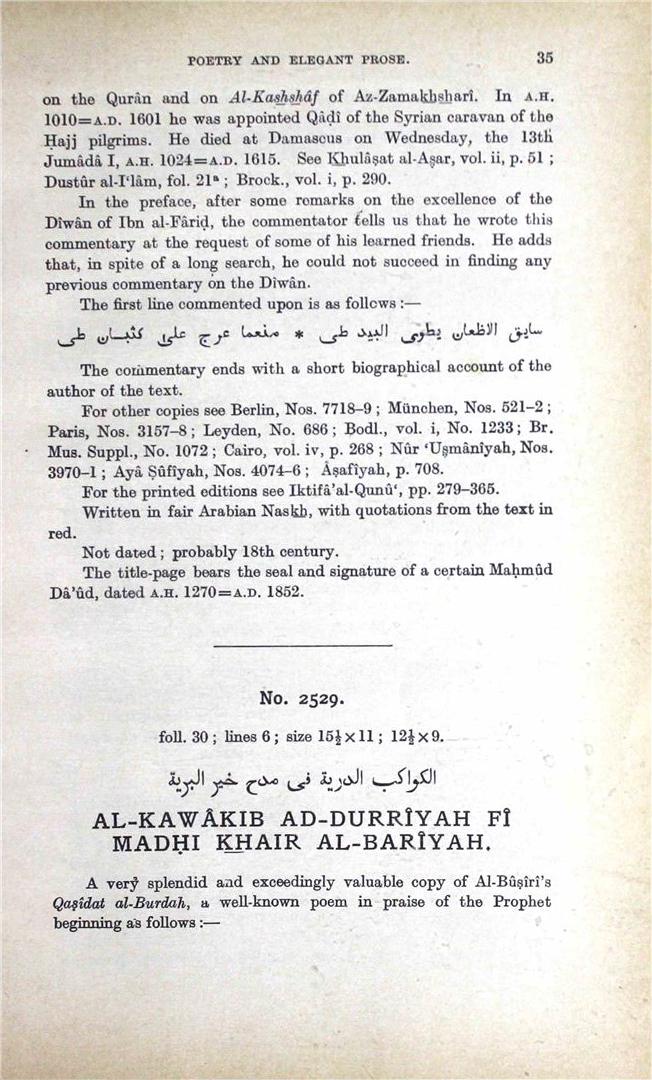 POETRY AND ELEGANT PROSE. 35
on the Qurân and on Al-Kashshâf of Az-Zamakhsharî. In A.H.
1010=A.D. 1601 he was appointed Qâḍî of the Syrian caravan of the
Ḥajj pilgrims. He died at Damascus on Wednesday, the 13th
Jumâdâ I, A.H. 1024=A.D. 1615. See Khulâṣat al-Aṣar, vol. ii, p. 51 ;
Dustûr al-I‘lâm, fol. 21ª ; Brock., vol. i, p. 290.
In the preface, after some remarks on the excellence of the
Dîwân of Ibn al-Fâriḍ, the commentator tells us that he wrote this
commentary at the request of some of his learned friends. He adds
that, in spite of a long search, he could not succeed in finding any
previous commentary on the Dîwân.
The first line commented upon is as follows :—
سايق الاظعان يطوى البيد طى * منعما عرج على كثبان طى
The commentary ends with a short biographical account of the
author of the text.
For other copies see Berlin, Nos. 7718–9 ; München, Nos. 521–2 ;
Paris, Nos. 3157–8 ; Leyden, No. 686 ; Bodl., vol. i, No. 1233 ; Br.
Mus. Suppl., No. 1072 ; Cairo, vol. iv, p. 268 ; Nûr ‘Uṣmânîyah, Nos.
3970–1 ; Ayâ Ṣûfîyah, Nos. 4074–6 ; Âṣafîyah, p. 708.
For the printed editions see Iktifâ’al-Qunû‘, pp. 279–365.
Written in fair Arabian Naskh, with quotations from the text in
red.
Not dated ; probably 18th century.
The title-page bears the seal and signature of a certain Maḥmûd
Dâ’ûd, dated A.H. 1270=A.D. 1852.
No. 2529.
foll. 30 ; lines 6 ; size 15½ × 11 ; 12½ × 9.
الكواكب الدرية فى مدح خير البرية
AL-KAWÂKIB AD-DURRÎYAH FÎ
MADḤI KHAIR AL-BARÎYAH.
A very splendid and exceedingly valuable copy of Al-Bûṣîrî’s
Qaṣîdat al-Burdah, a well-known poem in praise of the Prophet
beginning as follows :—